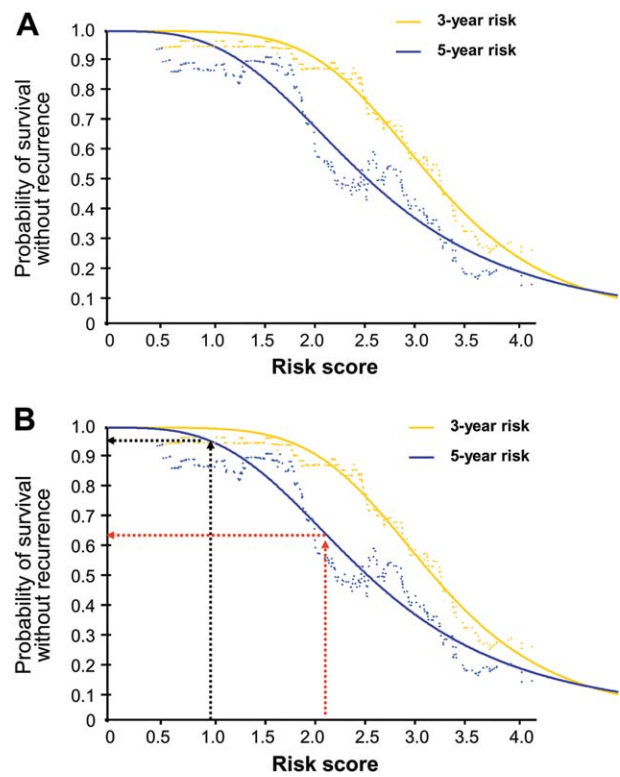 A
3-year risk
5-year risk
Probability of survival
without recurrence
1.0
0.9
0.8
0.7
0.6
0.5
0.4
0.3
0.2
0.1
0
0 0.5 1.0 1.5 2.0 2.5 3.0 3.5 4.0
Risk score
B
3-year risk
5-year risk
Probability of survival
without recurrence
1.0
0.9
0.8
0.7
0.6
0.5
0.4
0.3
0.2
0.1
0
0 0.5 1.0 1.5 2.0 2.5 3.0 3.5 4.0
Risk score